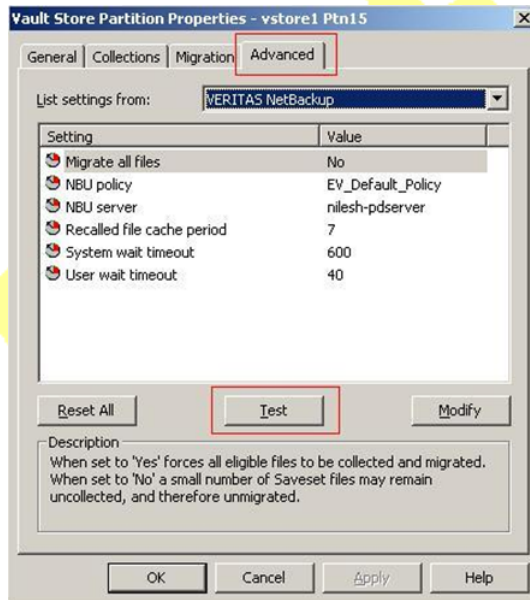 Vault Store Partition Properties - vstore1 Ptn15
General Collections Migration Advanced
List settings from: VERITAS NetBackup
Setting Value
Migrate all files No
NBU policy EV_Default_Policy
NBU server nilesh-pdserver
Recalled file cache period 7
System wait timeout 600
User wait timeout 40
Reset All Test Modify
Description
When set to 'Yes' forces all eligible files to be collected and migrated.
When set to 'No' a small number of Saveset files may remain
uncollected, and therefore unmigrated.
OK Cancel Apply Help